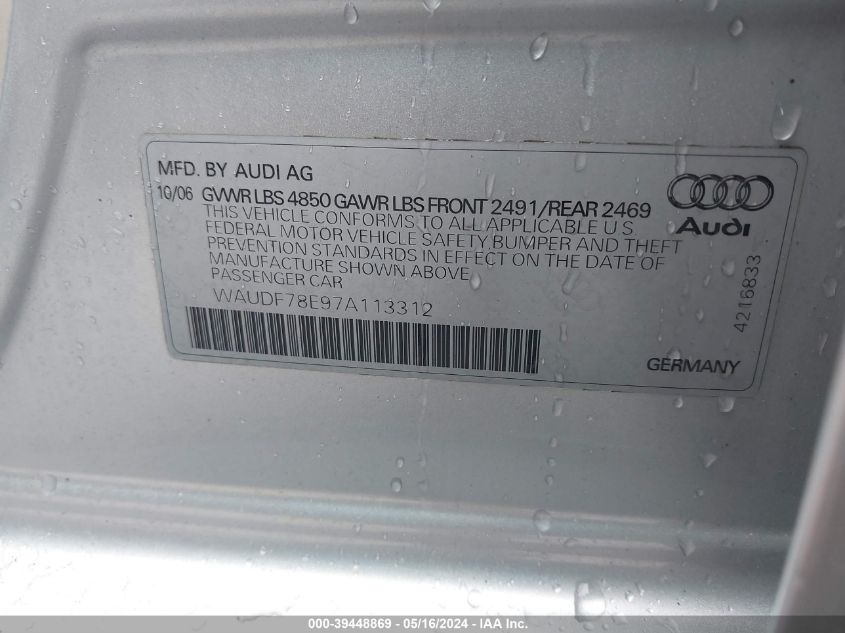 MFD. BY AUDI AG
10/06 GVWR LBS 4850 GAWR LBS FRONT 2491/REAR 2469
THIS VEHICLE CONFORMS TO ALL APPLICABLE U.S.
FEDERAL MOTOR VEHICLE SAFETY, BUMPER AND THEFT
PREVENTION STANDARDS IN EFFECT ON THE DATE OF
MANUFACTURE SHOWN ABOVE.
PASSENGER CAR
WAUDF78E97A113312
Audi
4216833
GERMANY
000-39448869 - 05/16/2024 - IAA Inc.